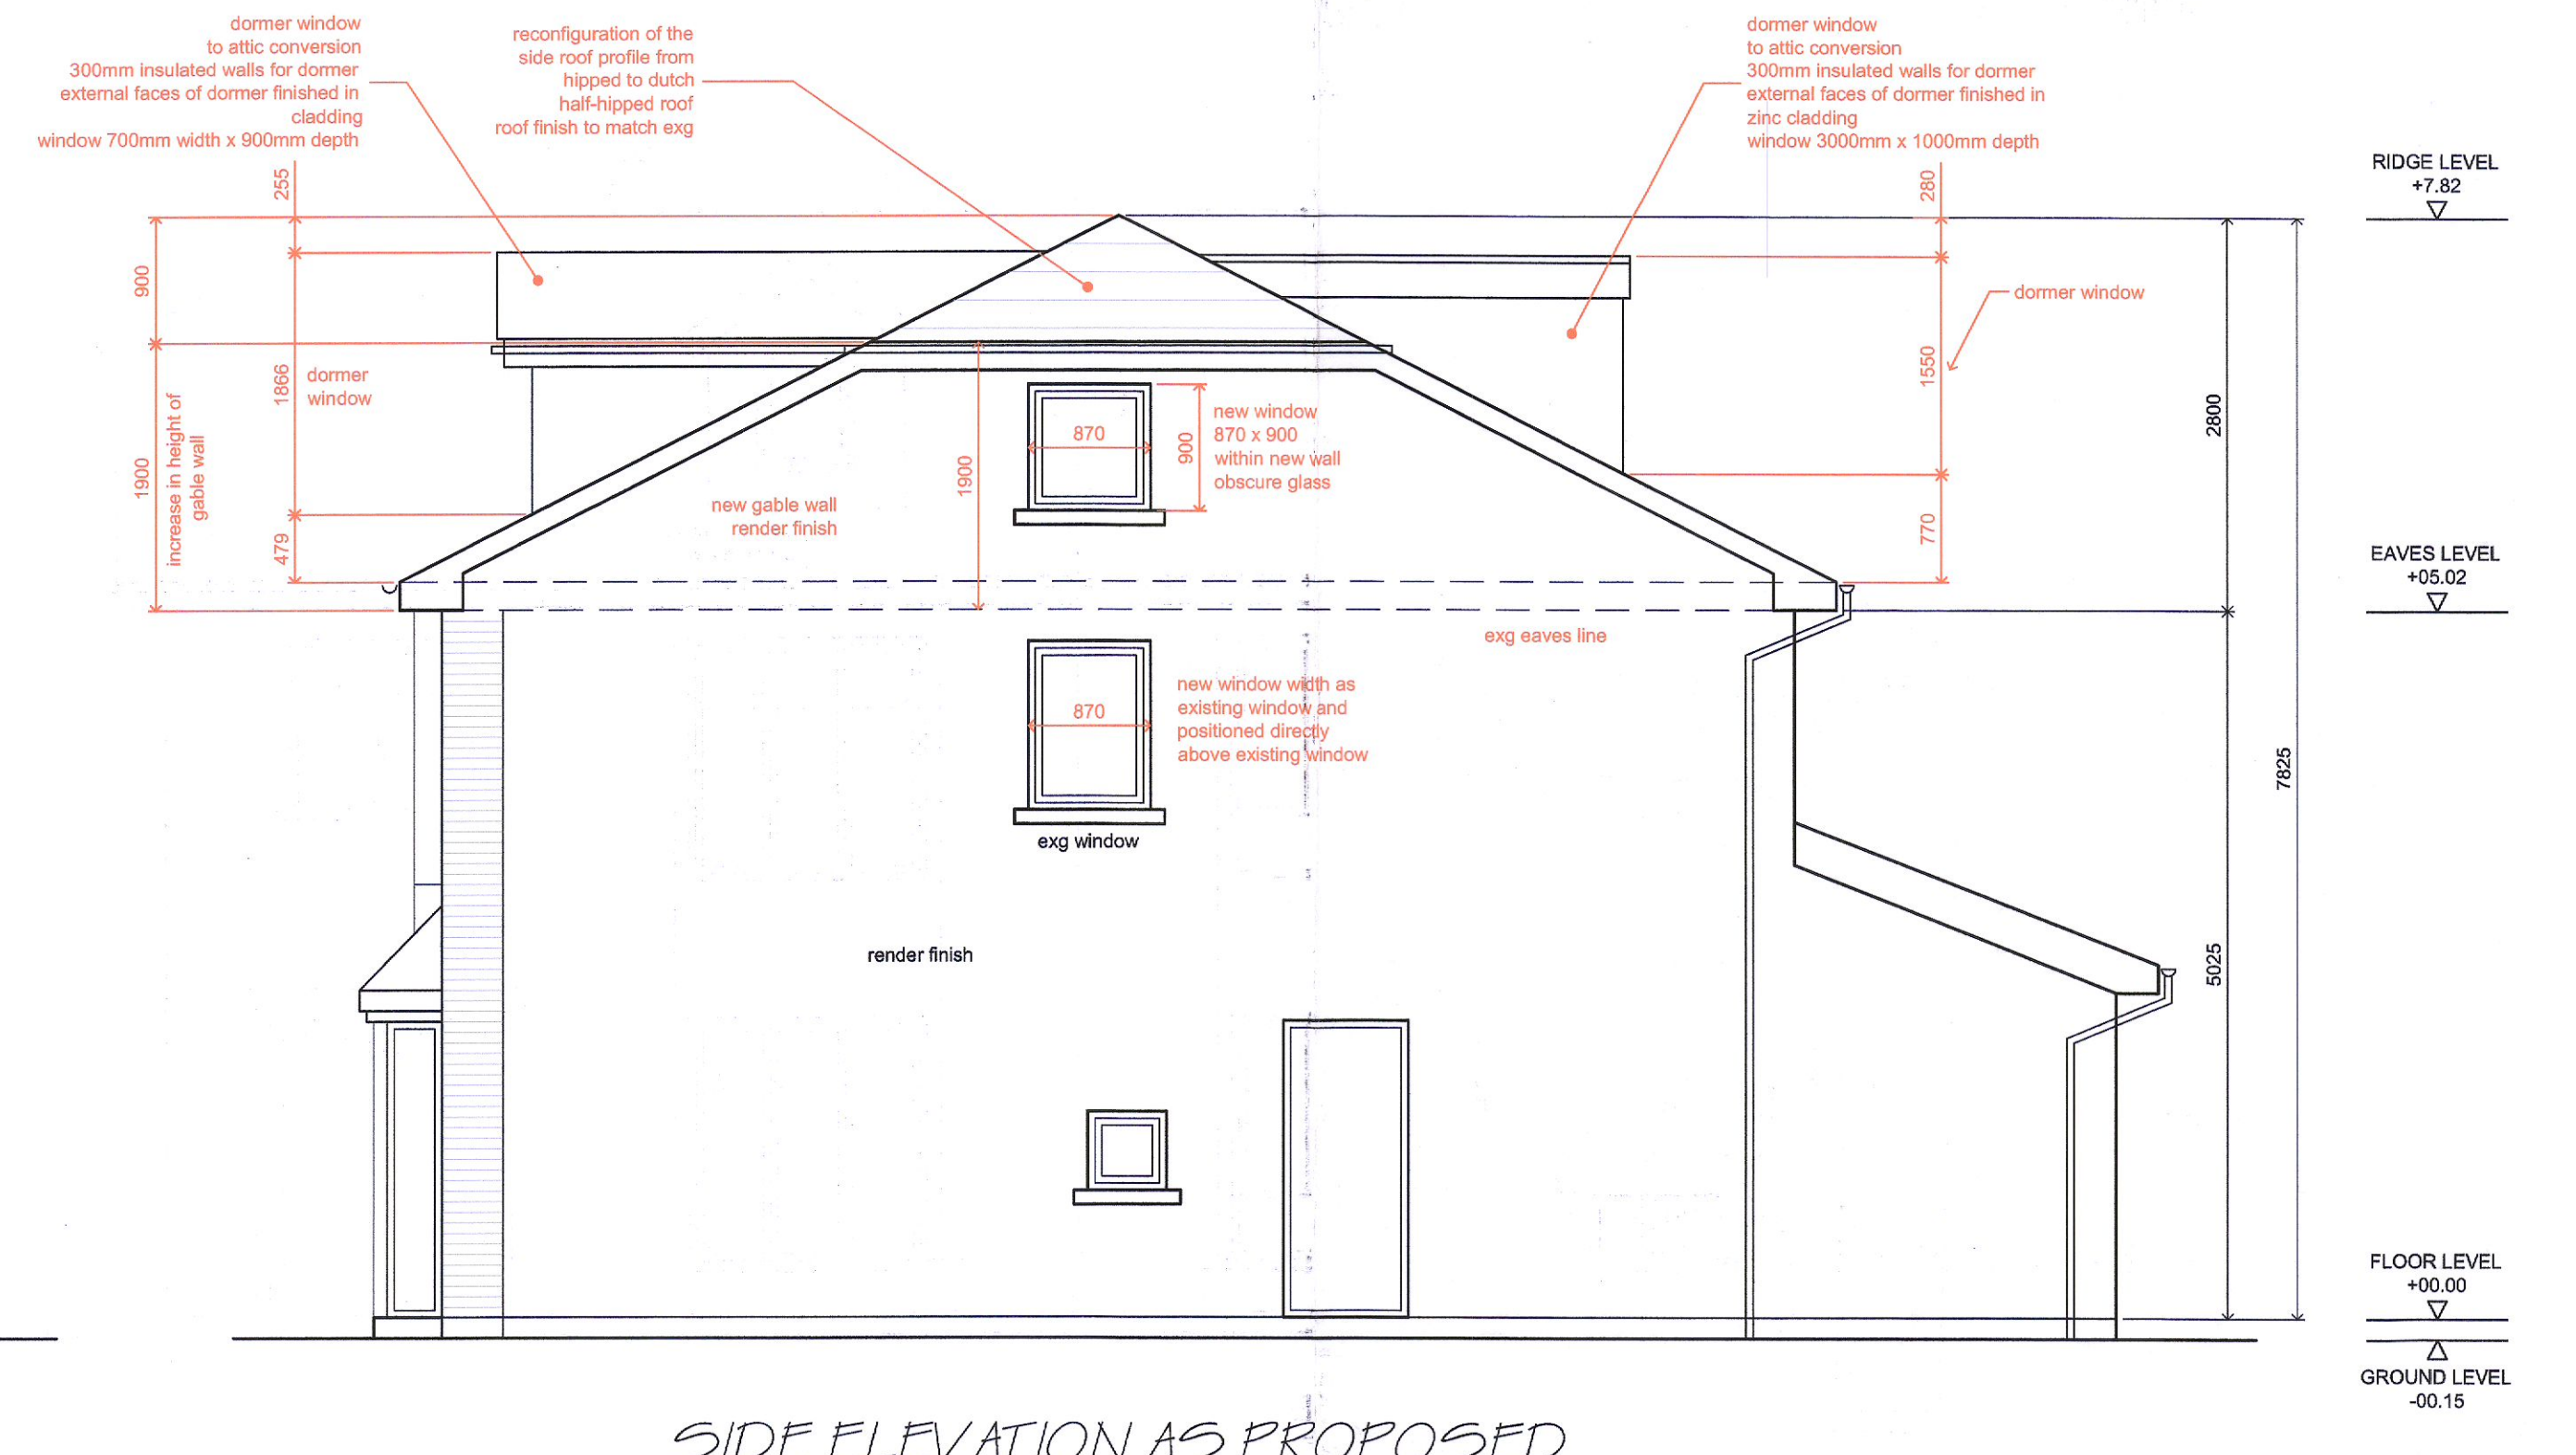 dormer window
to attic conversion
300mm insulated walls for dormer
external faces of dormer finished in
cladding
window 700mm width x 900mm depth
reconfiguration of the
side roof profile from
hipped to dutch
half-hipped roof
roof finish to match exg
dormer window
to attic conversion
300mm insulated walls for dormer
external faces of dormer finished in
zinc cladding
window 3000mm x 1000mm depth
RIDGE LEVEL
+7.82
255
280
900
dormer window
1866
dormer
window
1550
2800
1900
increase in height of
gable wall
479
new gable wall
render finish
1900
870
900
new window
870 x 900
within new wall
obscure glass
770
EAVES LEVEL
+05.02
exg eaves line
870
new window width as
existing window and
positioned directly
above existing window
exg window
7825
render finish
5025
FLOOR LEVEL
+00.00
GROUND LEVEL
-00.15
SIDE ELEVATION AS PROPOSED